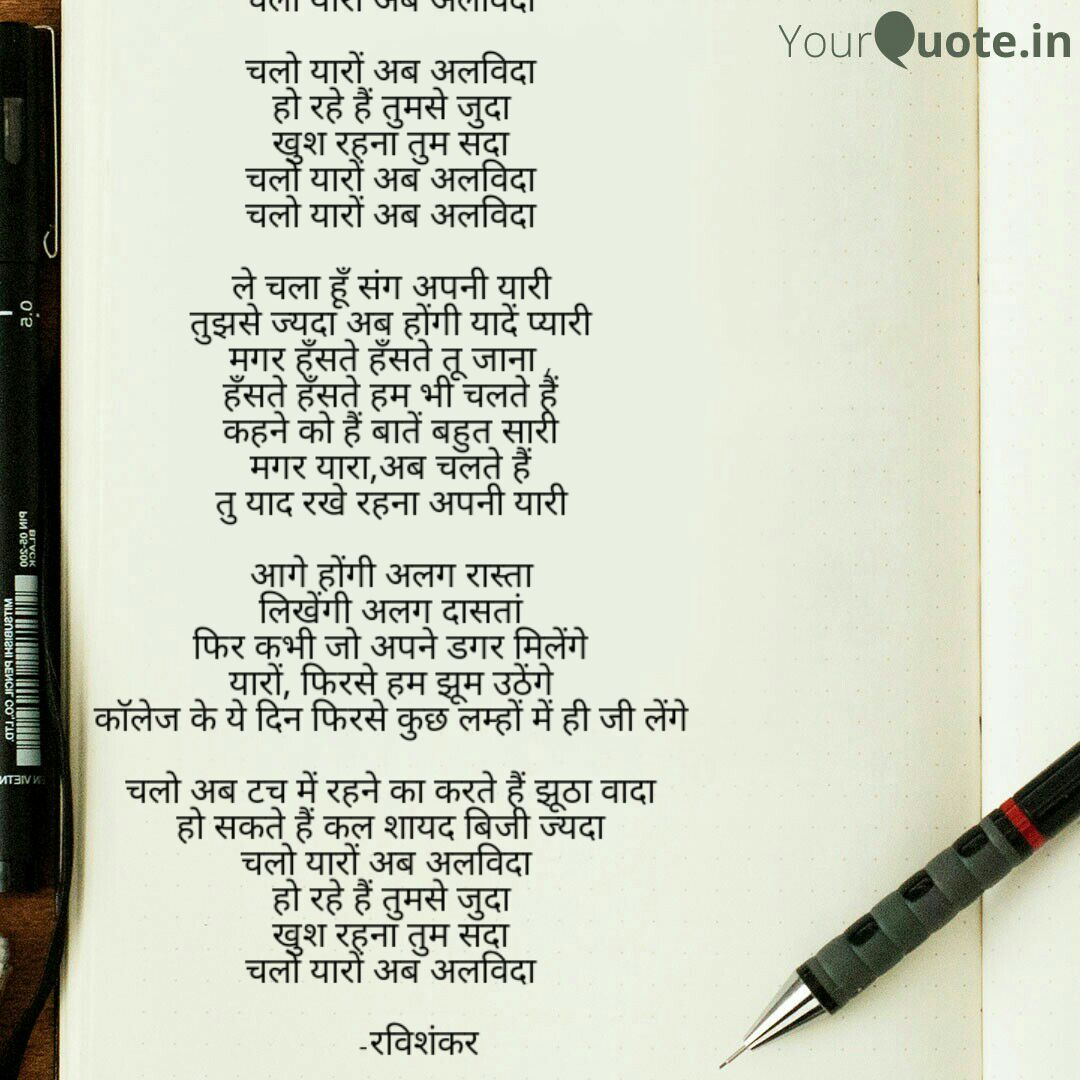 चलो यारों अब अलविदा
YourQuote.in
चलो यारों अब अलविदा
हो रहे हैं तुमसे जुदा
खुश रहना तुम सदा
चलो यारों अब अलविदा
चलो यारों अब अलविदा
ले चला हूँ संग अपनी यारी
तुझसे ज्यदा अब होंगी यादें प्यारी
मगर हँसते हँसते तू जाना ,
हँसते हँसते हम भी चलते हैं
कहने को हैं बातें बहुत सारी
मगर यारा,अब चलते हैं
तु याद रखे रहना अपनी यारी
आगे होंगी अलग रास्ता
लिखेंगी अलग दासतां
फिर कभी जो अपने डगर मिलेंगे
यारों, फिरसे हम झूम उठेंगे
कॉलेज के ये दिन फिरसे कुछ लम्हों में ही जी लेंगे
चलो अब टच में रहने का करते हैं झूठा वादा
हो सकते हैं कल शायद बिजी ज्यदा
चलो यारों अब अलविदा
हो रहे हैं तुमसे जुदा
खुश रहना तुम सदा
चलो यारों अब अलविदा
-रविशंकर
0.5
PIN 05-200
BLACK
MITSUBISHI PENCIL CO., LTD.